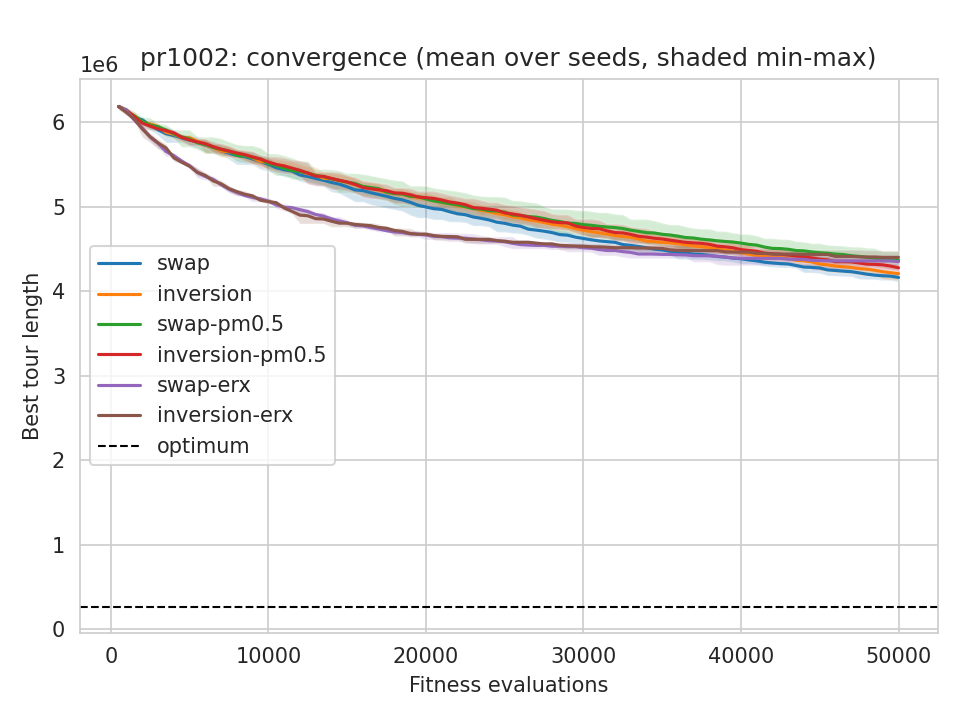 pr1002: convergence (mean over seeds, shaded min-max)
1e6
6
5
4
3
2
1
0
Best tour length
swap
inversion
swap-pm0.5
inversion-pm0.5
swap-erx
inversion-erx
optimum
0 10000 20000 30000 40000 50000
Fitness evaluations